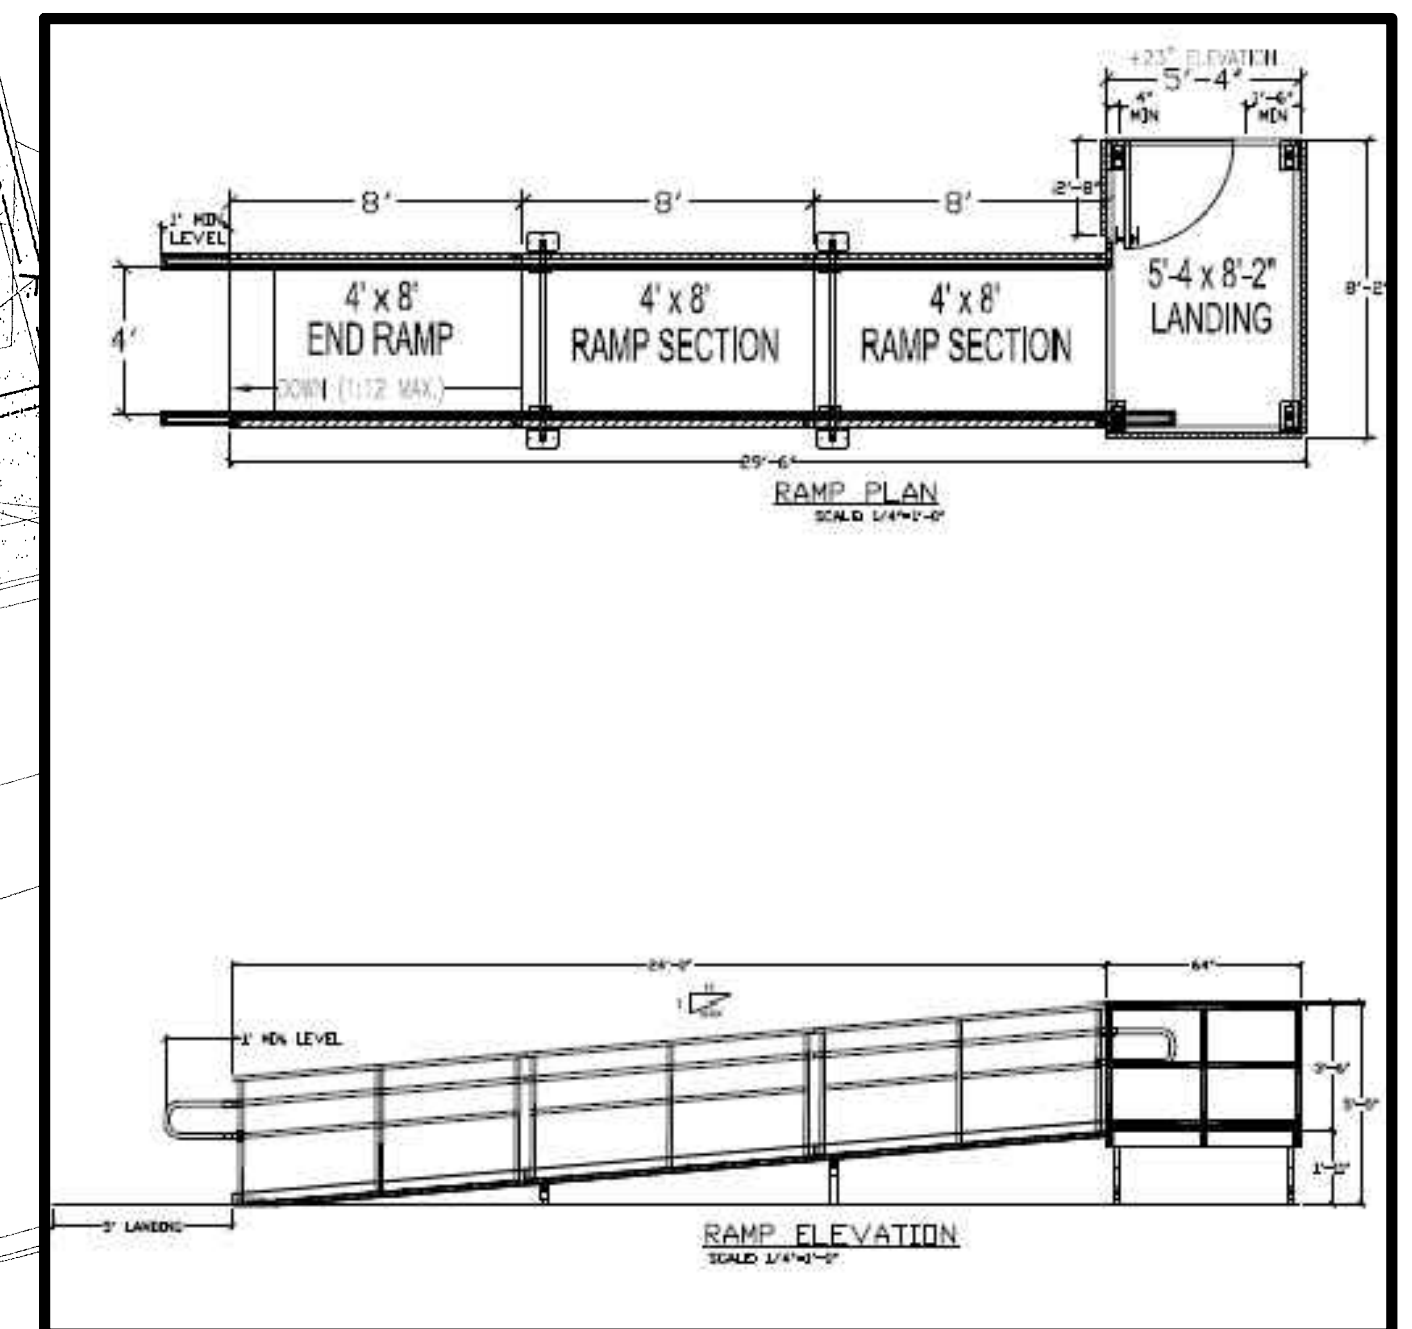 +23" ELEVATION
5'-4"
4"
MIN
1'-6"
MIN
2'-8"
8'
8'
8'
1' MIN
LEVEL
4'
4' x 8'
END RAMP
DOWN (1:12 MAX.)
4' x 8'
RAMP SECTION
4' x 8'
RAMP SECTION
5'-4 x 8'-2"
LANDING
8'-2"
29'-6"
RAMP PLAN
SCALE: 1/4"=1'-0"
24'-0"
64"
1
1' MIN LEVEL
3'-6"
1'-11"
LANDING
RAMP ELEVATION
SCALE: 1/4"=1'-0"